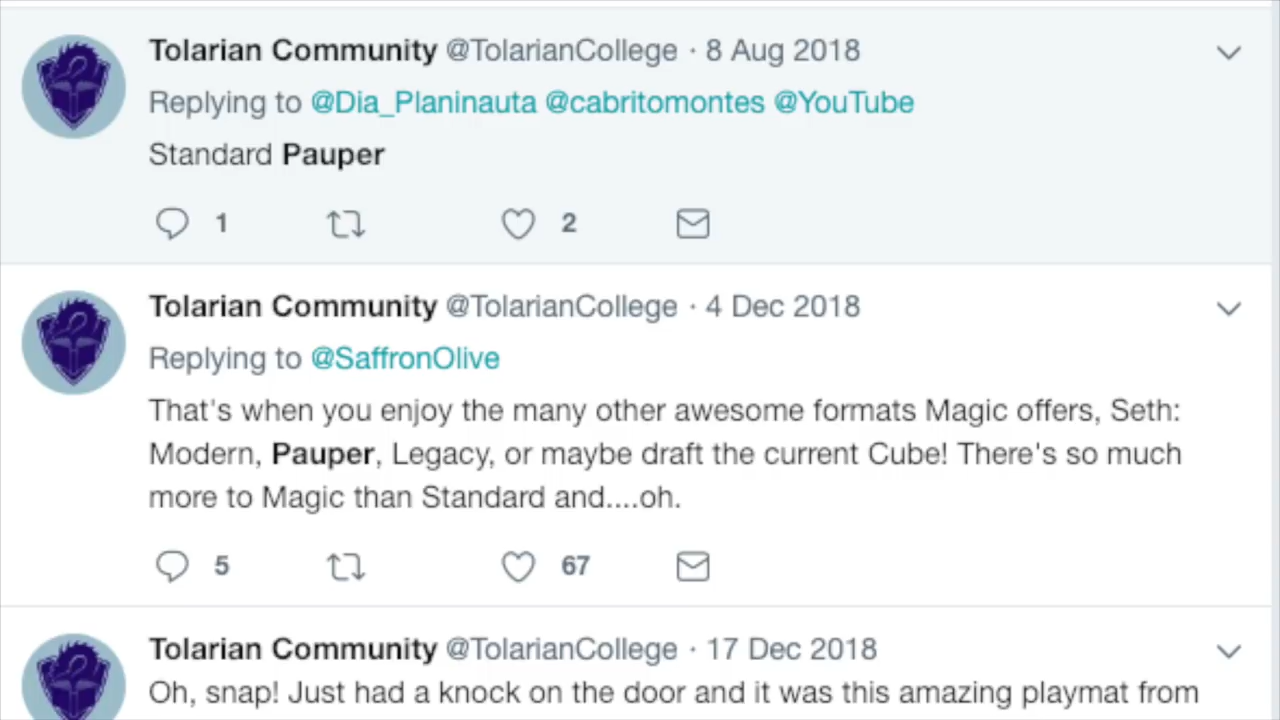 Tolarian Community @TolarianCollege · 8 Aug 2018
Replying to @Dia_Planinauta @cabritomontes @YouTube
Standard Pauper
1 2
Tolarian Community @TolarianCollege · 4 Dec 2018
Replying to @SaffronOlive
That's when you enjoy the many other awesome formats Magic offers, Seth:
Modern, Pauper, Legacy, or maybe draft the current Cube! There's so much
more to Magic than Standard and....oh.
5 67
Tolarian Community @TolarianCollege · 17 Dec 2018
Oh, snap! Just had a knock on the door and it was this amazing playmat from